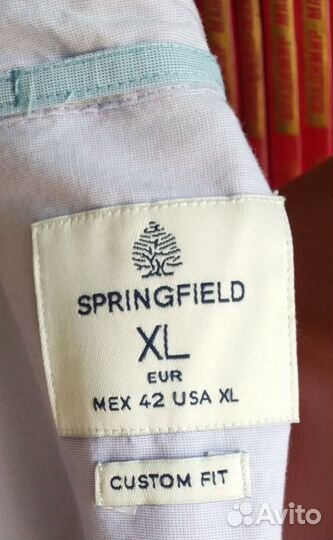 SPRINGFIELD
XL
EUR
MEX 42 USA XL
CUSTOM FIT
Avito